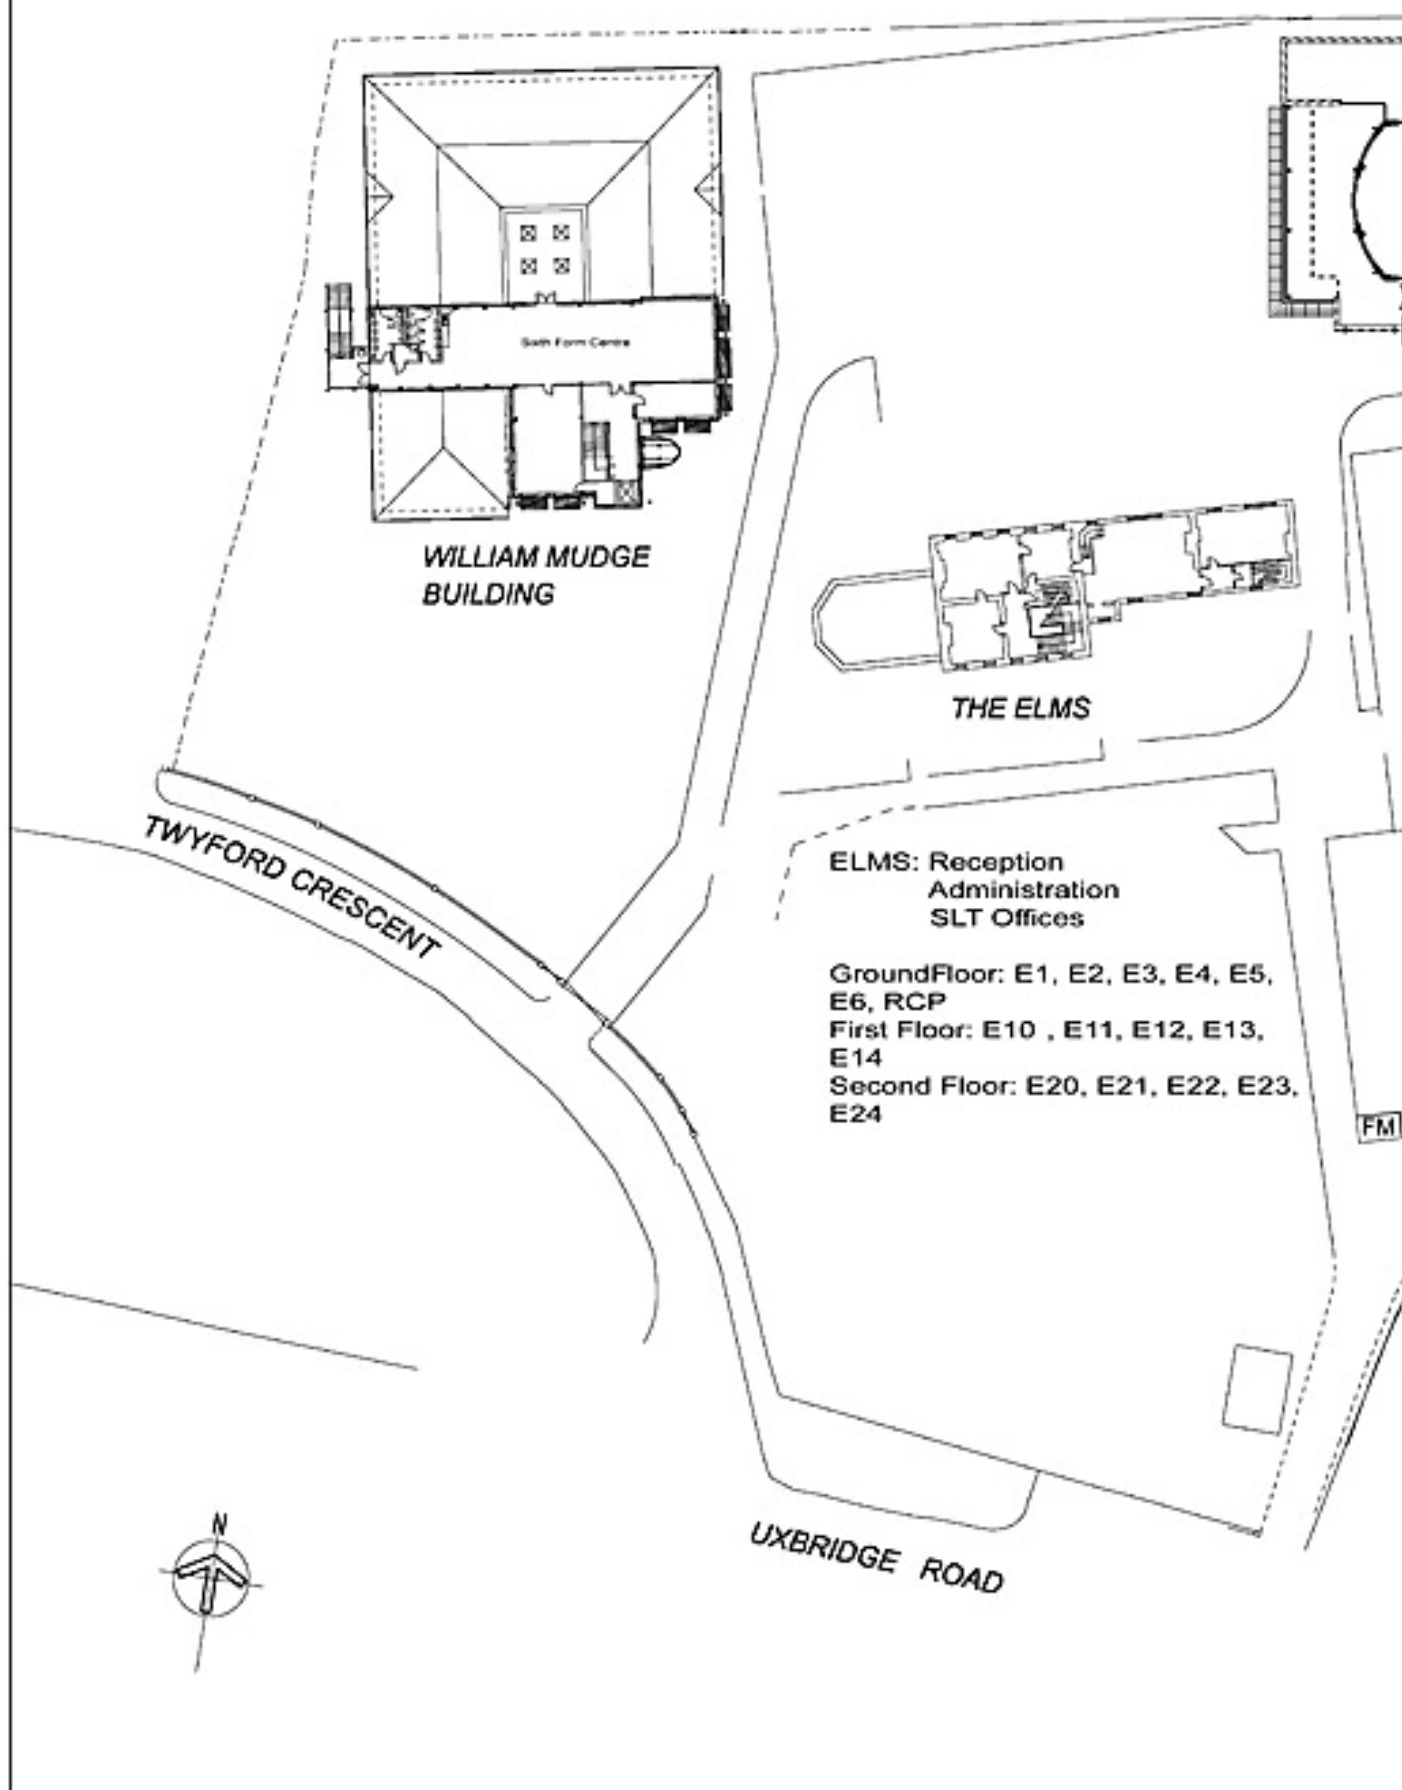 Sixth Form Centre
WILLIAM MUDGE
BUILDING
THE ELMS
TWYFORD CRESCENT
ELMS: Reception
Administration
SLT Offices
GroundFloor: E1, E2, E3, E4, E5,
E6, RCP
First Floor: E10 , E11, E12, E13,
E14
Second Floor: E20, E21, E22, E23,
E24
FM
UXBRIDGE ROAD
N